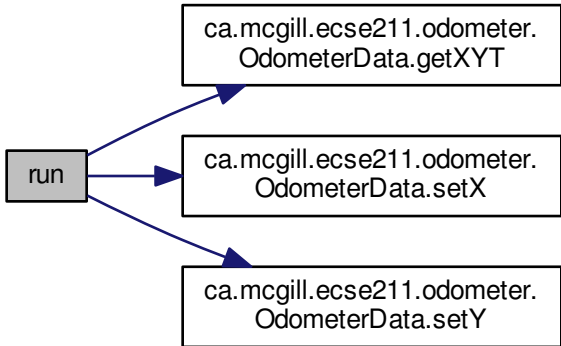 ca.mcgill.ecse211.odometer.
OdometerData.getXYT
run
ca.mcgill.ecse211.odometer.
OdometerData.setX
ca.mcgill.ecse211.odometer.
OdometerData.setY